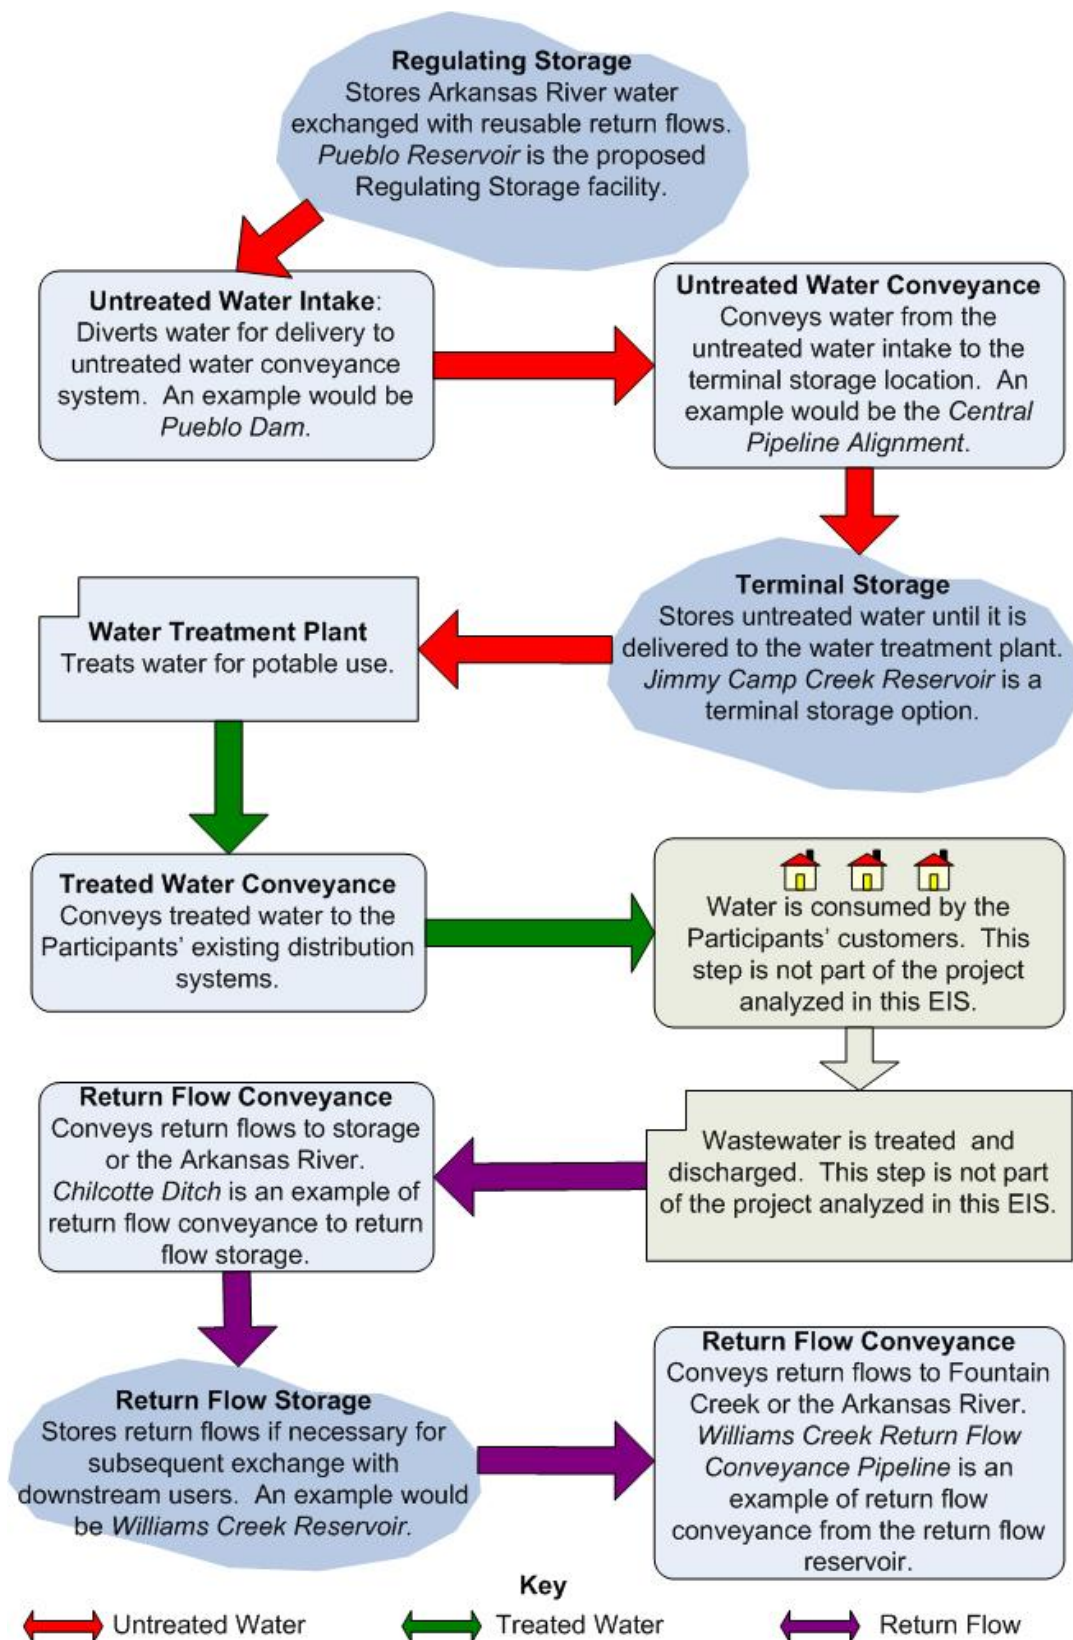 Regulating Storage
Stores Arkansas River water
exchanged with reusable return flows.
Pueblo Reservoir is the proposed
Regulating Storage facility.
Untreated Water Intake:
Diverts water for delivery to
untreated water conveyance
system.  An example would be
Pueblo Dam.
Untreated Water Conveyance
Conveys water from the
untreated water intake to the
terminal storage location.  An
example would be the Central
Pipeline Alignment.
Terminal Storage
Stores untreated water until it is
delivered to the water treatment plant.
Jimmy Camp Creek Reservoir is a
terminal storage option.
Water Treatment Plant
Treats water for potable use.
Treated Water Conveyance
Conveys treated water to the
Participants' existing distribution
systems.
Water is consumed by the
Participants' customers.  This
step is not part of the project
analyzed in this EIS.
Wastewater is treated  and
discharged.  This step is not part
of the project analyzed in this EIS.
Return Flow Conveyance
Conveys return flows to storage
or the Arkansas River.
Chilcotte Ditch is an example of
return flow conveyance to return
flow storage.
Return Flow Storage
Stores return flows if necessary for
subsequent exchange with
downstream users.  An example would
be Williams Creek Reservoir.
Return Flow Conveyance
Conveys return flows to Fountain
Creek or the Arkansas River.
Williams Creek Return Flow
Conveyance Pipeline is an
example of return flow
conveyance from the return flow
reservoir.
Key
Untreated Water
Treated Water
Return Flow